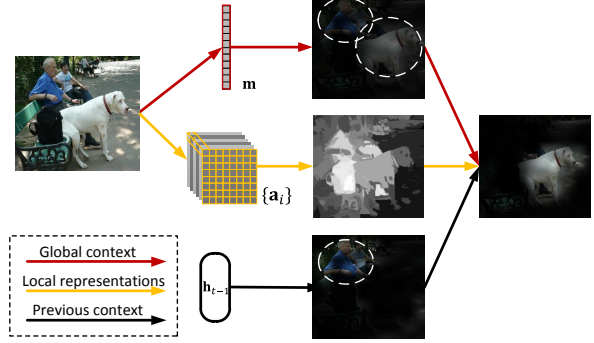 m
{a_i}
h_{t−1}
Global context
Local representations
Previous context